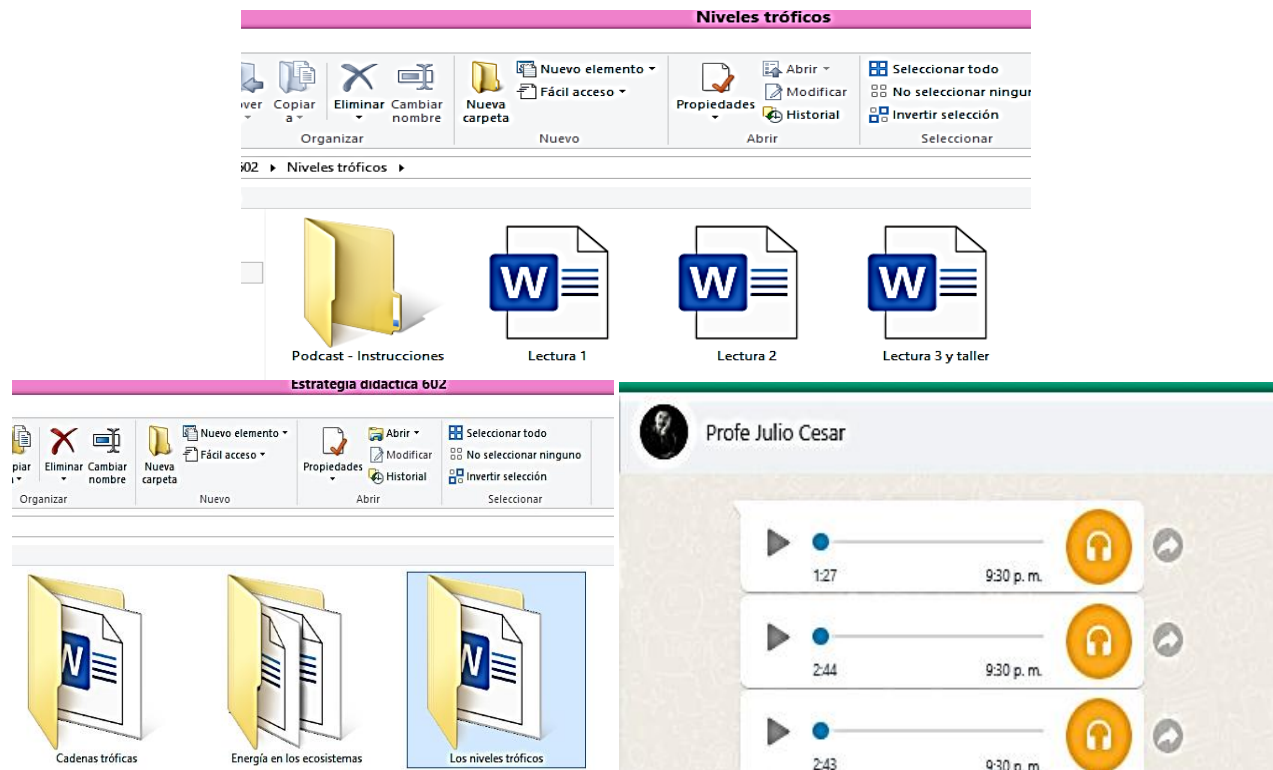 Niveles tróficos
Copiar a
Eliminar
Cambiar nombre
Organizar
Nueva carpeta
Nuevo elemento
Fácil acceso
Nuevo
Propiedades
Abrir
Modificar
Historial
Abrir
Seleccionar todo
No seleccionar
Invertir selección
Seleccionar
602 Niveles tróficos
Podcast - Instrucciones
W
Lectura 1
W
Lectura 2
W
Lectura 3 y taller
Estrategia didáctica 602
Eliminar
Cambiar nombre
Organizar
Nueva carpeta
Nuevo elemento
Fácil acceso
Nuevo
Propiedades
Abrir
Modificar
Historial
Abrir
Seleccionar todo
No seleccionar ninguno
Invertir selección
Seleccionar
W
Cadenas tróficas
Energía en los ecosistemas
W
Los niveles tróficos
Profe Julio Cesar
1:27 9:30 p. m.
2:44 9:30 p. m.
2:43 9:30 p. m.